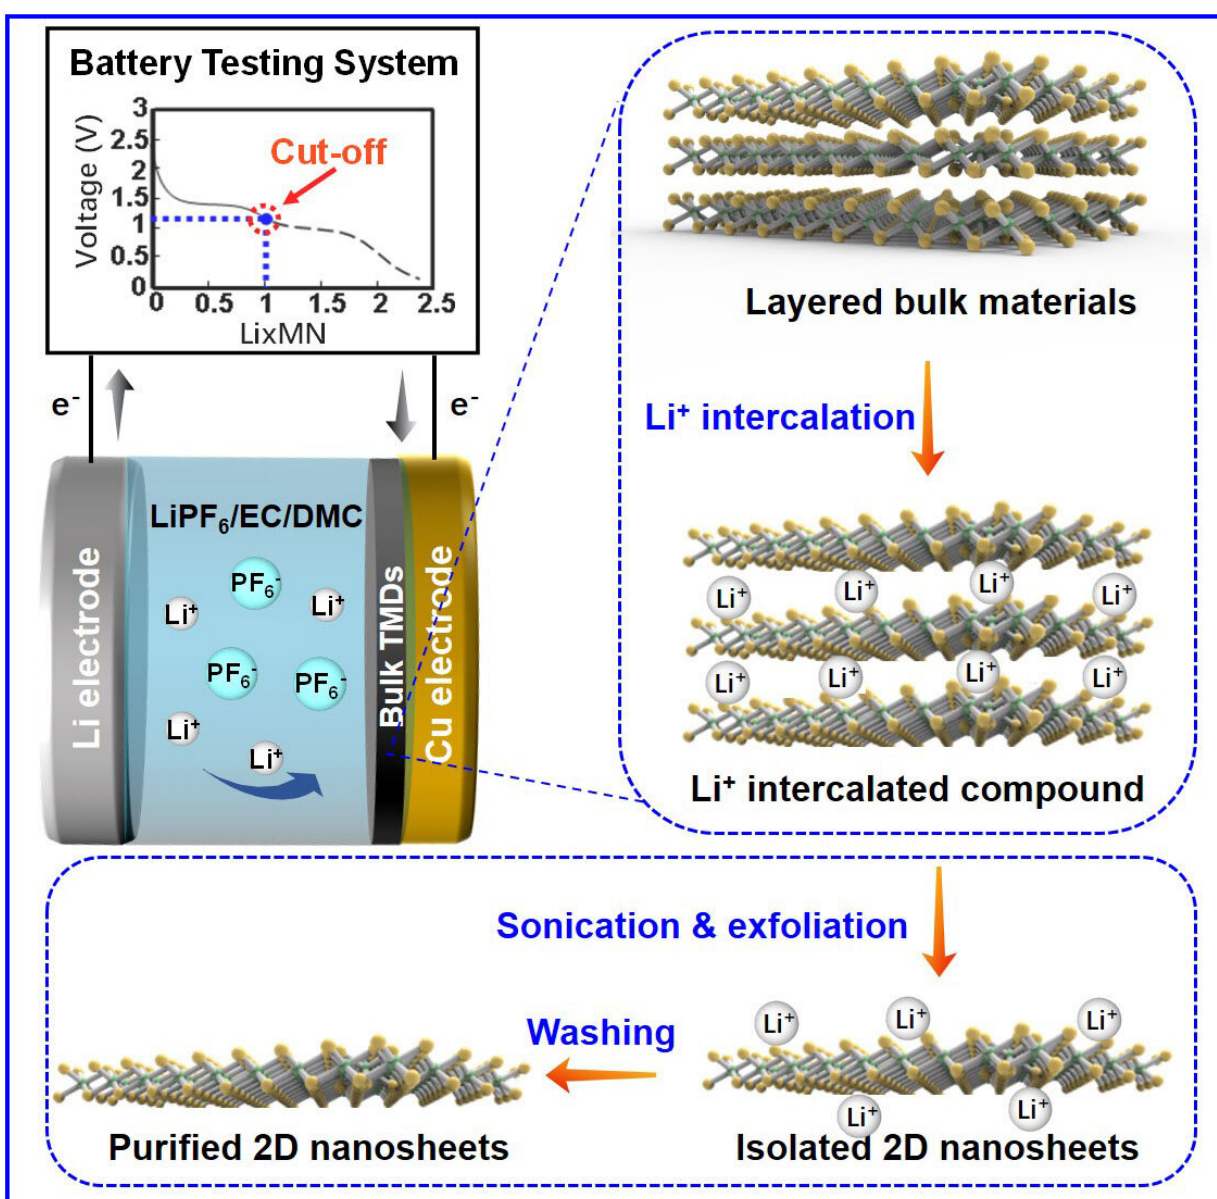 Battery Testing System
Voltage (V)
3
2.5
2
1.5
1
0.5
0
Cut-off
0 0.5 1 1.5 2 2.5
LixMN
e⁻ e⁻
LiPF₆/EC/DMC
Li electrode
PF₆⁻
Li⁺
Li⁺
PF₆⁻
PF₆⁻
Li⁺
Li⁺
Bulk TMDs
Cu electrode
Layered bulk materials
Li⁺ intercalation
Li⁺ Li⁺ Li⁺ Li⁺
Li⁺ Li⁺ Li⁺ Li⁺
Li⁺ intercalated compound
Sonication & exfoliation
Li⁺ Li⁺ Li⁺
Li⁺ Li⁺
Isolated 2D nanosheets
Washing
Purified 2D nanosheets